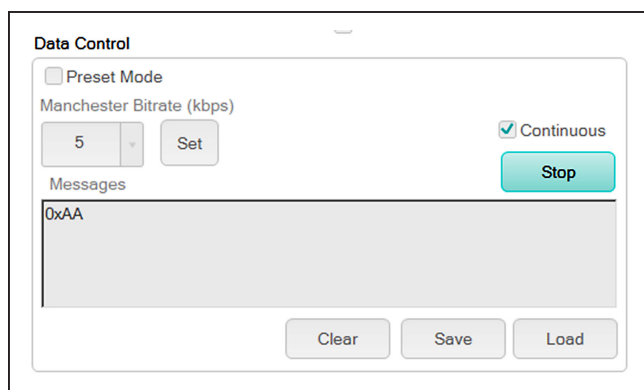 Data Control
Preset Mode
Manchester Bitrate (kbps)
5
Set
Continuous
Stop
Messages
0xAA
Clear
Save
Load